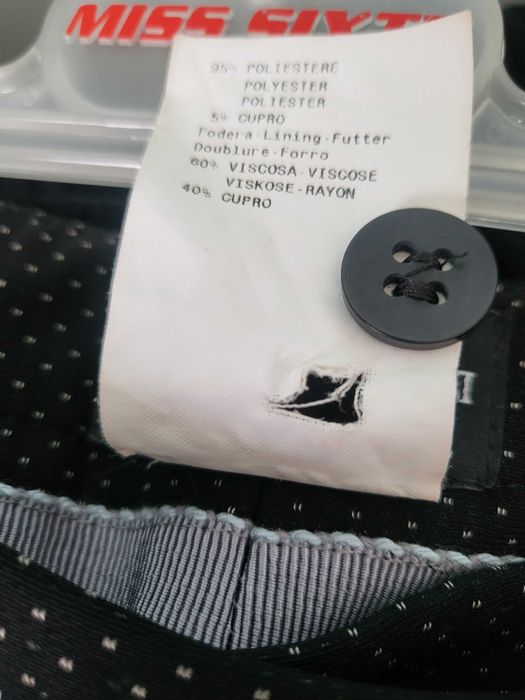 MISS SIXTY
95% POLIESTERE
POLYESTER
POLIESTER
5% CUPRO
Fodera-Lining-Futter
Doublure-Forro
60% VISCOSA-VISCOSE
VISKOSE-RAYON
40% CUPRO